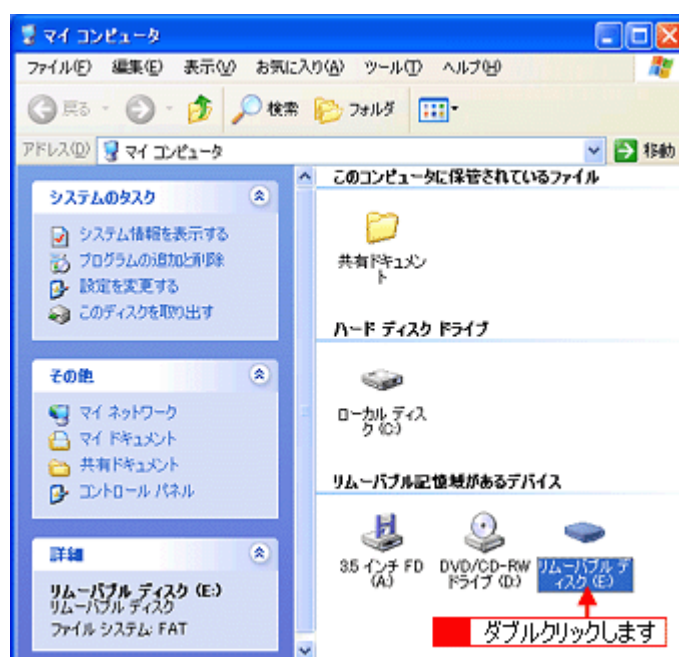 マイ コンピュータ
ファイル(F) 編集(E) 表示(V) お気に入り(A) ツール(T) ヘルプ(H)
戻る 検索 フォルダ
アドレス(D) マイ コンピュータ 移動
システムのタスク
システム情報を表示する
プログラムの追加と削除
設定を変更する
このディスクを取り出す
その他
マイ ネットワーク
マイ ドキュメント
共有ドキュメント
コントロール パネル
詳細
リムーバブル ディスク (E:)
リムーバブル ディスク
ファイル システム: FAT
このコンピュータに保管されているファイル
共有ドキュメン
ト
ハード ディスク ドライブ
ローカル ディス
ク (C:)
リムーバブル記憶域があるデバイス
3.5 インチ FD
(A:)
DVD/CD-RW
ドライブ (D:)
リムーバブル デ
ィスク (E:)
ダブルクリックします